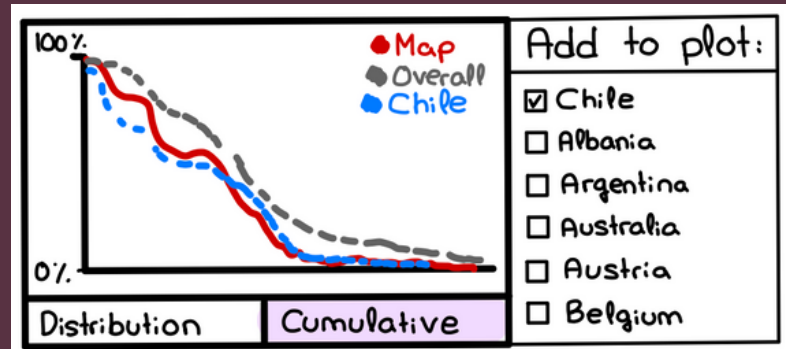 100%
Map
Overall
Chile
0%
Distribution
Cumulative
Add to plot:
Chile
Albania
Argentina
Australia
Austria
Belgium